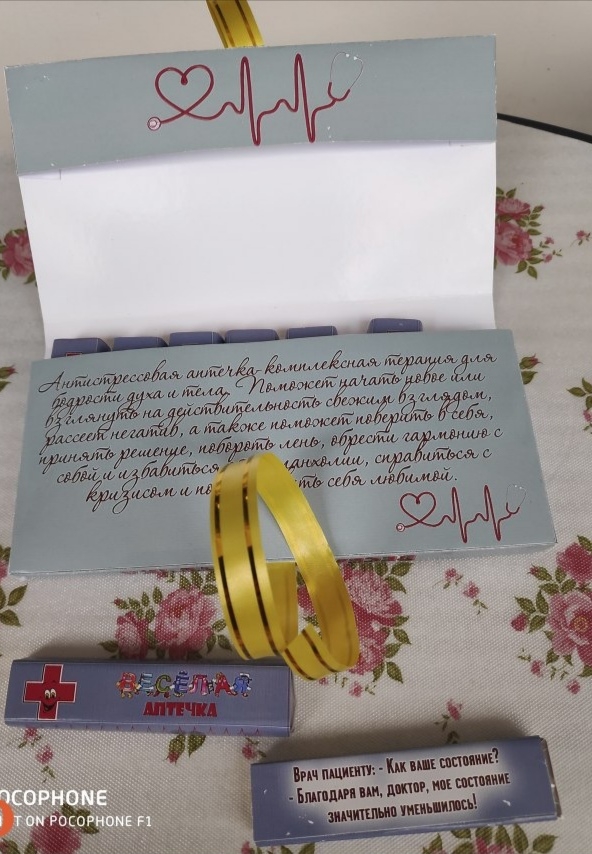 Антистрессовая аптечка-комплексная терапия для
бодрости духа и тела. Поможет начать новое или
взглянуть на действительность свежим взглядом,
рассеет негатив, а также поможет поверить в себя,
принять решение, побороть лень, обрести гармонию с
собой и избавиться справиться с
кризисом и себя любимой.
ВЕСЁЛАЯ
АПТЕЧКА
Врач пациенту: - Как ваше состояние?
- Благодаря вам, доктор, мое состояние
значительно уменьшилось!
OCOPHONE
T ON POCOPHONE F1